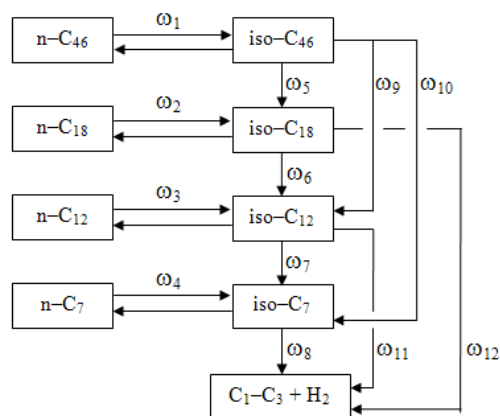 n–C₄₆ ω₁ iso–C₄₆
ω₅ ω₉ ω₁₀
n–C₁₈ ω₂ iso–C₁₈
ω₆
n–C₁₂ ω₃ iso–C₁₂
ω₇
n–C₇ ω₄ iso–C₇
ω₈ ω₁₁ ω₁₂
C₁–C₃ + H₂